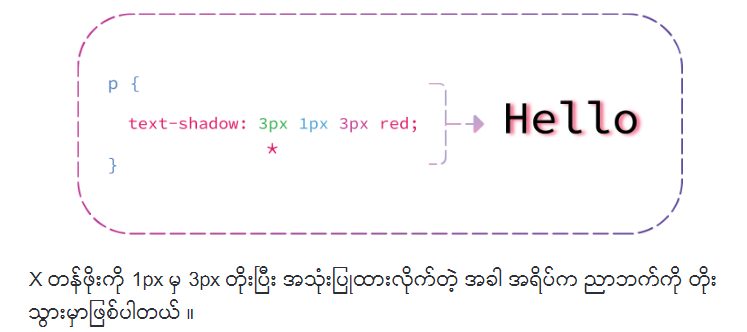 p {
text-shadow: 3px 1px 3px red;
*
}
Hello
X တန်ဖိုးကို 1px မှ 3px တိုးပြီး အသုံးပြုထားလိုက်တဲ့ အခါ အရိပ်က ညာဘက်ကို တိုး
သွားမှာဖြစ်ပါတယ် ။